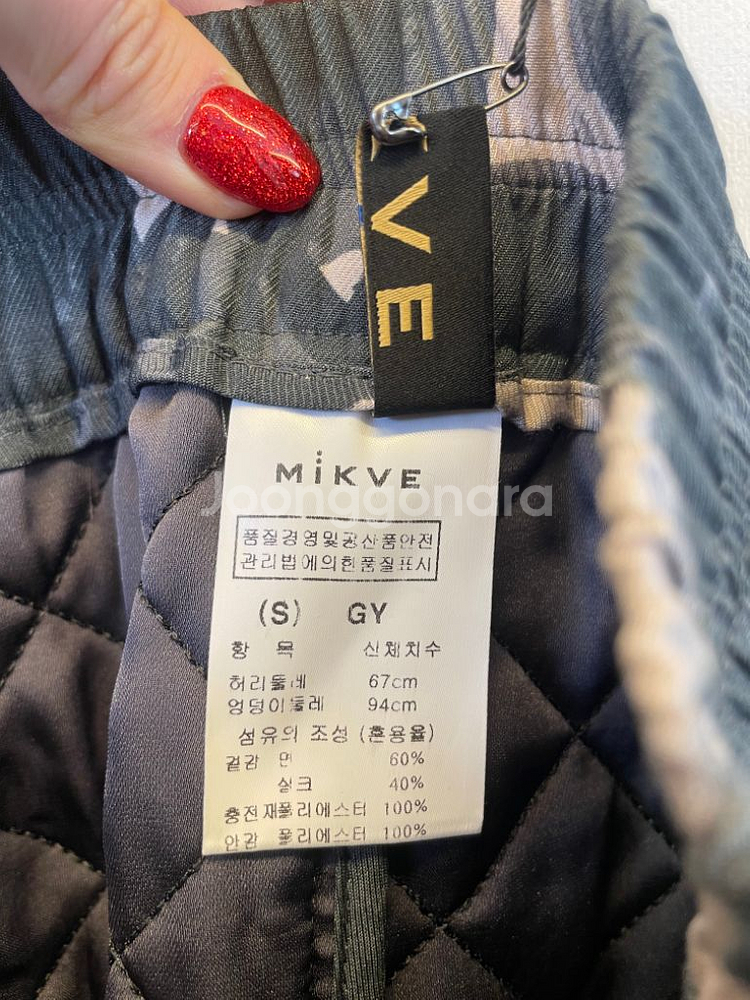 VE
MiKVE
Joonggonara
품질경영및공산품안전
관리법에의한품질표시
(S) GY
항 목 신체치수
허리둘레 67cm
엉덩이둘레 94cm
섬유의 조성 (혼용율)
겉감 면 60%
실크 40%
충전재폴리에스터 100%
안감 폴리에스터 100%